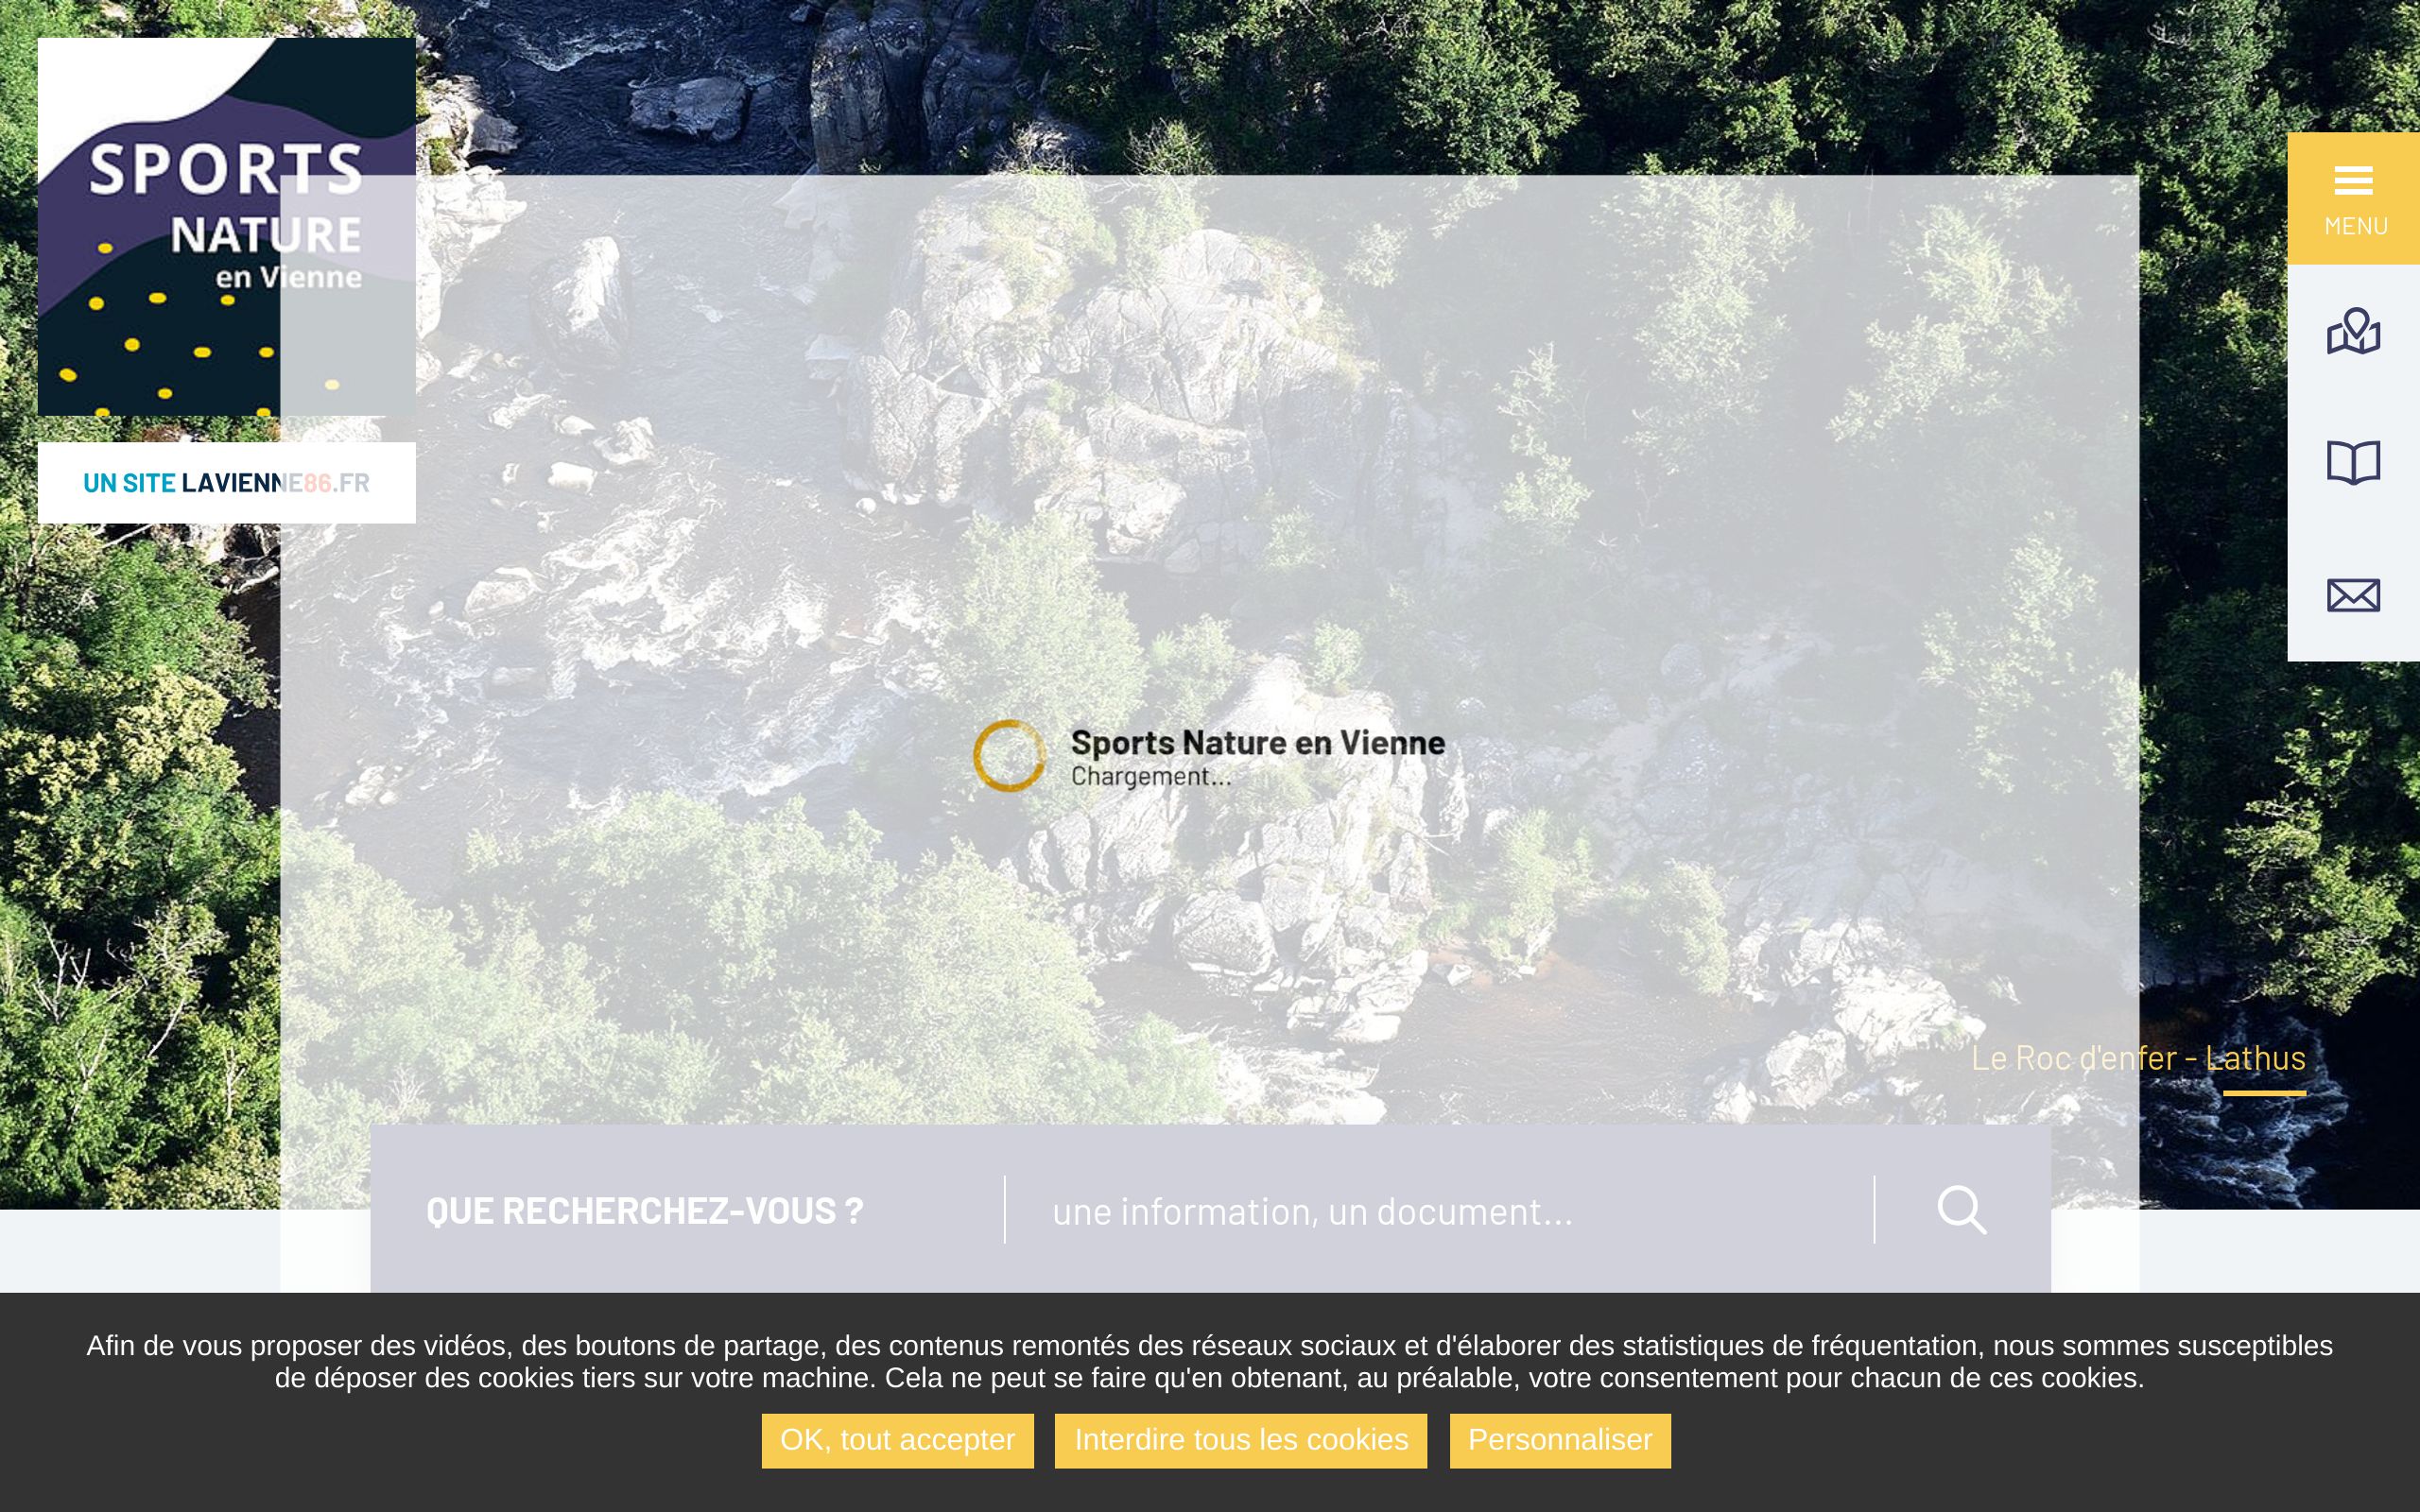 SPORTS
NATURE
en Vienne
UN SITE LAVIENNE86.FR
MENU
Sports Nature en Vienne
Chargement...
Le Roc d'enfer - Lathus
QUE RECHERCHEZ-VOUS ?
une information, un document...
Afin de vous proposer des vidéos, des boutons de partage, des contenus remontés des réseaux sociaux et d'élaborer des statistiques de fréquentation, nous sommes susceptibles
de déposer des cookies tiers sur votre machine. Cela ne peut se faire qu'en obtenant, au préalable, votre consentement pour chacun de ces cookies.
OK, tout accepter
Interdire tous les cookies
Personnaliser